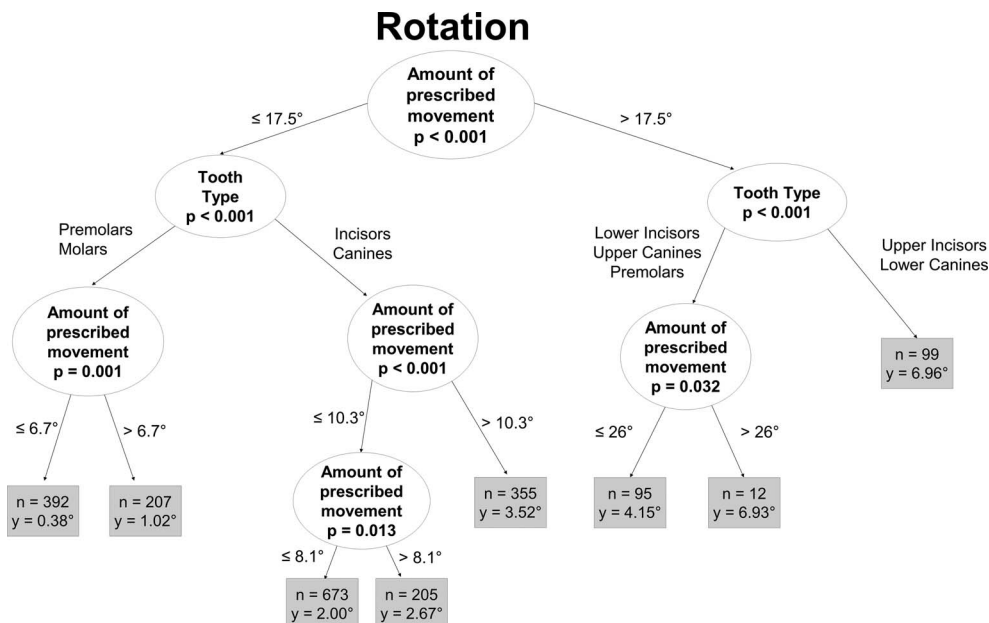 Rotation
Amount of
prescribed
movement
p < 0.001
≤ 17.5°
> 17.5°
Tooth
Type
p < 0.001
Tooth Type
p < 0.001
Premolars
Molars
Incisors
Canines
Lower Incisors
Upper Canines
Premolars
Upper Incisors
Lower Canines
Amount of
prescribed
movement
p = 0.001
Amount of
prescribed
movement
p < 0.001
Amount of
prescribed
movement
p = 0.032
n = 99
y = 6.96°
≤ 6.7°
> 6.7°
≤ 10.3°
> 10.3°
≤ 26°
> 26°
n = 392
y = 0.38°
n = 207
y = 1.02°
Amount of
prescribed
movement
p = 0.013
n = 355
y = 3.52°
n = 95
y = 4.15°
n = 12
y = 6.93°
≤ 8.1°
> 8.1°
n = 673
y = 2.00°
n = 205
y = 2.67°